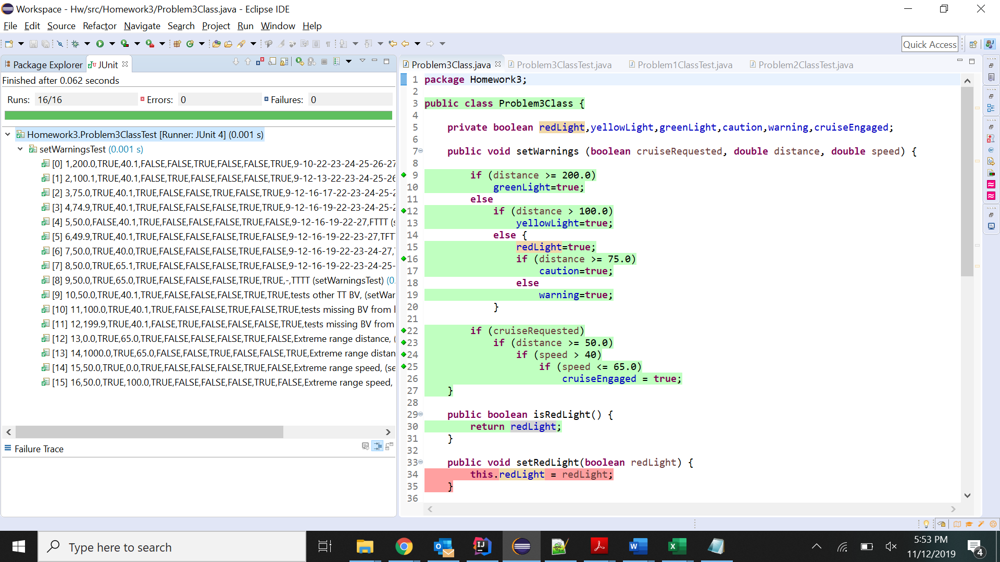 Workspace - Hw/src/Homework3/Problem3Class.java - Eclipse IDE
File Edit Source Refactor Navigate Search Project Run Window Help
Quick Access
Package Explorer JUnit
Finished after 0.062 seconds
Runs: 16/16 Errors: 0 Failures: 0
Homework3.Problem3ClassTest [Runner: JUnit 4] (0.001 s)
setWarningsTest (0.001 s)
[0] 1,200.0,TRUE,40.1,FALSE,FALSE,TRUE,FALSE,FALSE,TRUE,9-10-22-23-24-25-26-27
[1] 2,100.1,TRUE,40.1,FALSE,TRUE,FALSE,FALSE,FALSE,TRUE,9-12-13-22-23-24-25-26
[2] 3,75.0,TRUE,40.1,TRUE,FALSE,FALSE,TRUE,FALSE,TRUE,9-12-16-17-22-23-24-25-2
[3] 4,74.9,TRUE,40.1,TRUE,FALSE,FALSE,FALSE,TRUE,TRUE,9-12-16-19-22-23-24-25-2
[4] 5,50.0,FALSE,40.1,TRUE,FALSE,FALSE,FALSE,TRUE,FALSE,9-12-16-19-22-27,FTTT (s
[5] 6,49.9,TRUE,40.1,TRUE,FALSE,FALSE,FALSE,TRUE,FALSE,9-12-16-19-22-23-27,TFT
[6] 7,50.0,TRUE,40.0,TRUE,FALSE,FALSE,FALSE,TRUE,FALSE,9-12-16-19-22-23-24-27,
[7] 8,50.0,TRUE,65.1,TRUE,FALSE,FALSE,FALSE,TRUE,FALSE,9-12-16-19-22-23-24-25-
[8] 9,50.0,TRUE,65.0,TRUE,FALSE,FALSE,FALSE,TRUE,TRUE,-,TTTT (setWarningsTest) (0.
[9] 10,50.0,TRUE,40.1,TRUE,FALSE,FALSE,FALSE,TRUE,TRUE,tests other TT BV, (setWar
[10] 11,100.0,TRUE,40.1,TRUE,FALSE,FALSE,TRUE,FALSE,TRUE,tests missing BV from
[11] 12,199.9,TRUE,40.1,FALSE,TRUE,FALSE,FALSE,FALSE,TRUE,tests missing BV from
[12] 13,0.0,TRUE,65.0,TRUE,FALSE,FALSE,FALSE,TRUE,FALSE,Extreme range distance, (
[13] 14,1000.0,TRUE,65.0,FALSE,FALSE,TRUE,FALSE,FALSE,TRUE,Extreme range distan
[14] 15,50.0,TRUE,0.0,TRUE,FALSE,FALSE,FALSE,TRUE,FALSE,Extreme range speed, (se
[15] 16,50.0,TRUE,100.0,TRUE,FALSE,FALSE,FALSE,TRUE,FALSE,Extreme range speed,
Failure Trace
Problem3Class.java Problem3ClassTest.java Problem1ClassTest.java Problem2ClassTest.java
1 package Homework3;
2
3 public class Problem3Class {
4
5 private boolean redLight,yellowLight,greenLight,caution,warning,cruiseEngaged;
6
7 public void setWarnings (boolean cruiseRequested, double distance, double speed) {
8
9 if (distance >= 200.0)
10 greenLight=true;
11 else
12 if (distance > 100.0)
13 yellowLight=true;
14 else {
15 redLight=true;
16 if (distance >= 75.0)
17 caution=true;
18 else
19 warning=true;
20 }
21
22 if (cruiseRequested)
23 if (distance >= 50.0)
24 if (speed > 40)
25 if (speed <= 65.0)
26 cruiseEngaged = true;
27 }
28
29 public boolean isRedLight() {
30 return redLight;
31 }
32
33 public void setRedLight(boolean redLight) {
34 this.redLight = redLight;
35 }
36
Type here to search
5:53 PM
11/12/2019
4